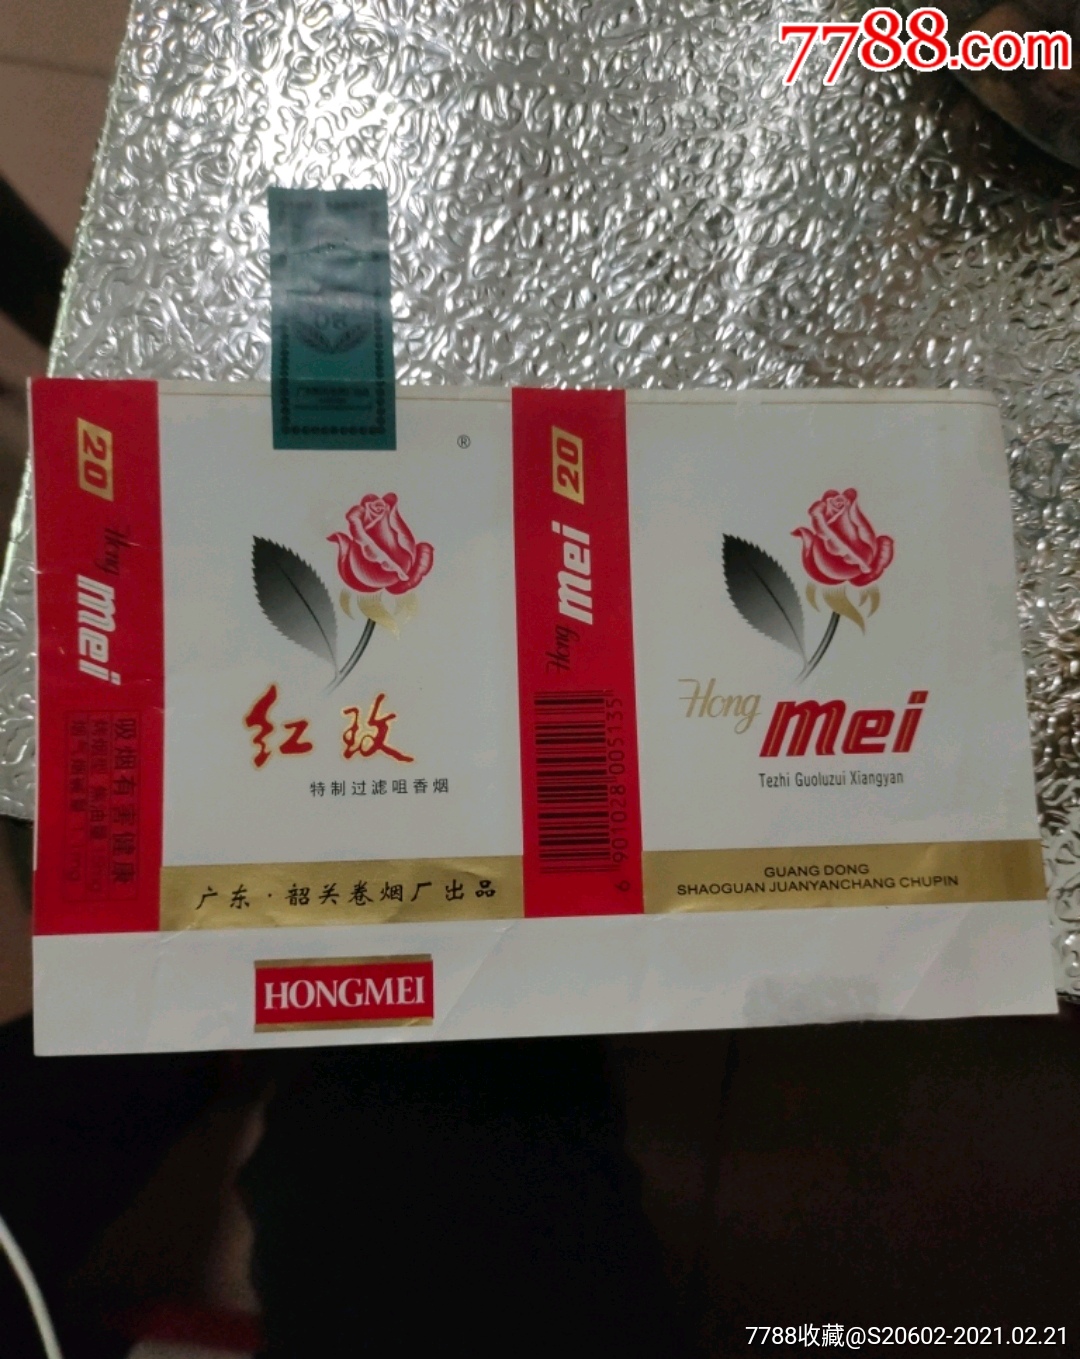 7788.com
20
Hong
mei
吸烟有害健康
®
红玫
特制过滤咀香烟
广东·韶关卷烟厂出品
HONGMEI
20
Hong mei
6901028005135
Hong
mei
Tezhi Guoluzui Xiangyan
GUANG DONG
SHAOGUAN JUANYANCHANG CHUPIN
7788收藏@S20602-2021.02.21